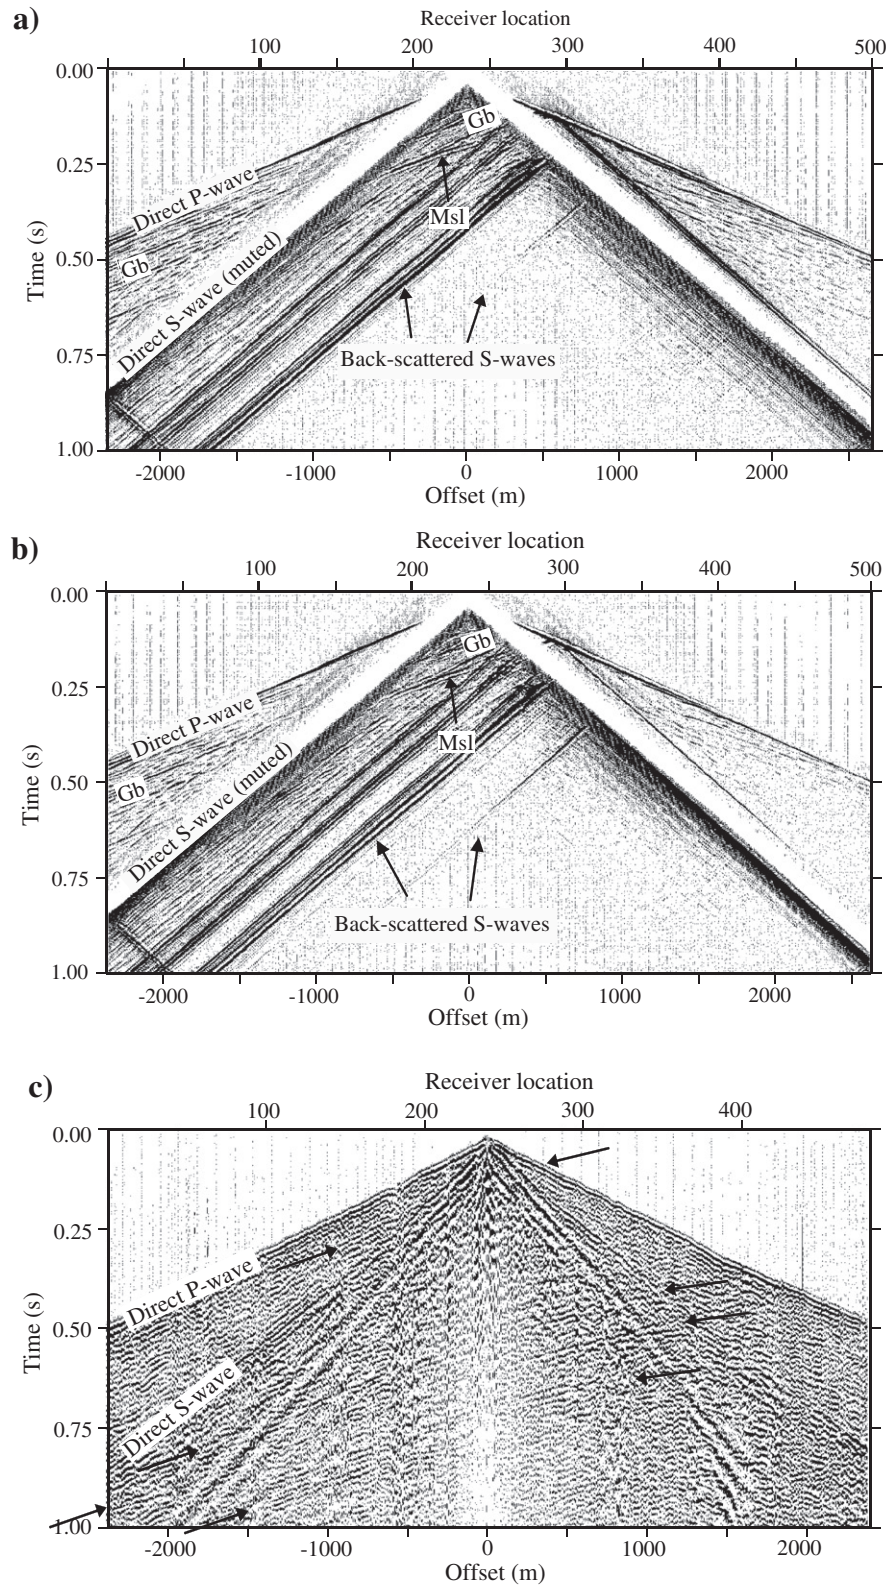 a)
Receiver location
100 200 300 400 500
0.00
Gb
0.25
Direct P-wave
Msl
Time (s)
0.50
Gb
Direct S-wave (muted)
0.75
Back-scattered S-waves
1.00
-2000 -1000 0 1000 2000
Offset (m)
b)
Receiver location
100 200 300 400 500
0.00
Gb
0.25
Direct P-wave
Msl
Time (s)
0.50
Gb
Direct S-wave (muted)
0.75
Back-scattered S-waves
1.00
-2000 -1000 0 1000 2000
Offset (m)
c)
Receiver location
100 200 300 400
0.00
0.25
Direct P-wave
Time (s)
0.50
Direct S-wave
0.75
1.00
-2000 -1000 0 1000 2000
Offset (m)